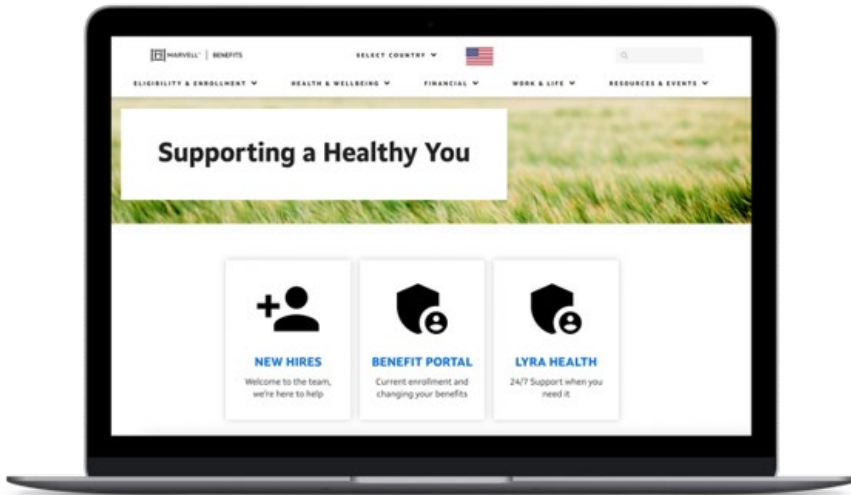 MARVELL™ | BENEFITS
SELECT COUNTRY
ELIGIBILITY & ENROLLMENT
HEALTH & WELLBEING
FINANCIAL
WORK & LIFE
RESOURCES & EVENTS
Supporting a Healthy You
NEW HIRES
Welcome to the team,
we're here to help
BENEFIT PORTAL
Current enrollment and
changing your benefits
LYRA HEALTH
24/7 Support when you
need it